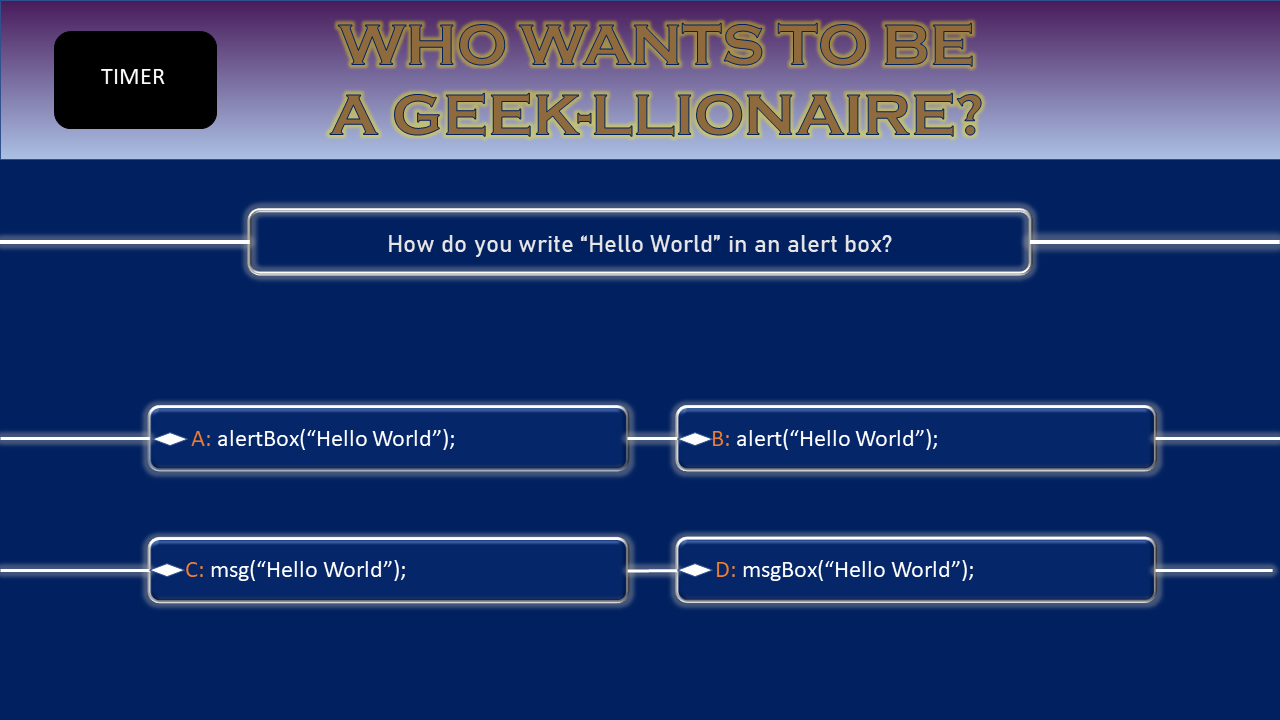 TIMER
WHO WANTS TO BE
A GEEK-LLIONAIRE?
How do you write “Hello World” in an alert box?
A: alertBox(“Hello World”);
B: alert(“Hello World”);
C: msg(“Hello World”);
D: msgBox(“Hello World”);